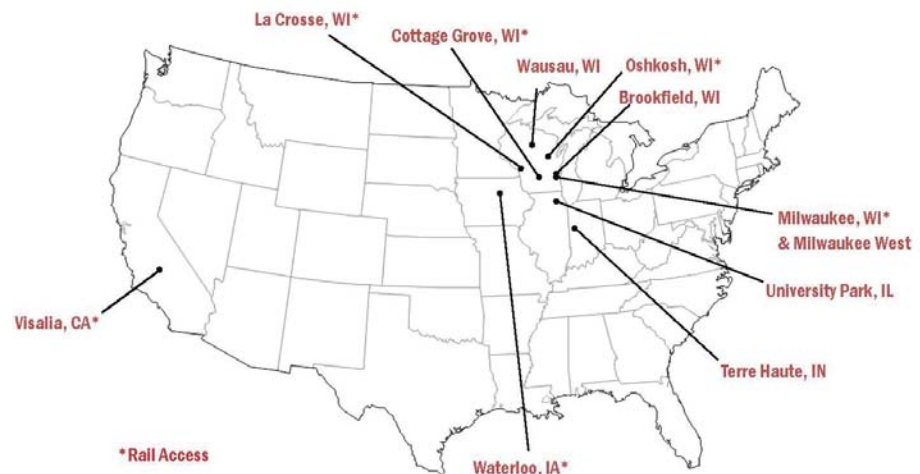 La Crosse, WI*
Cottage Grove, WI*
Wausau, WI
Oshkosh, WI*
Brookfield, WI
Milwaukee, WI*
& Milwaukee West
University Park, IL
Visalia, CA*
Terre Haute, IN
*Rail Access
Waterloo, IA*